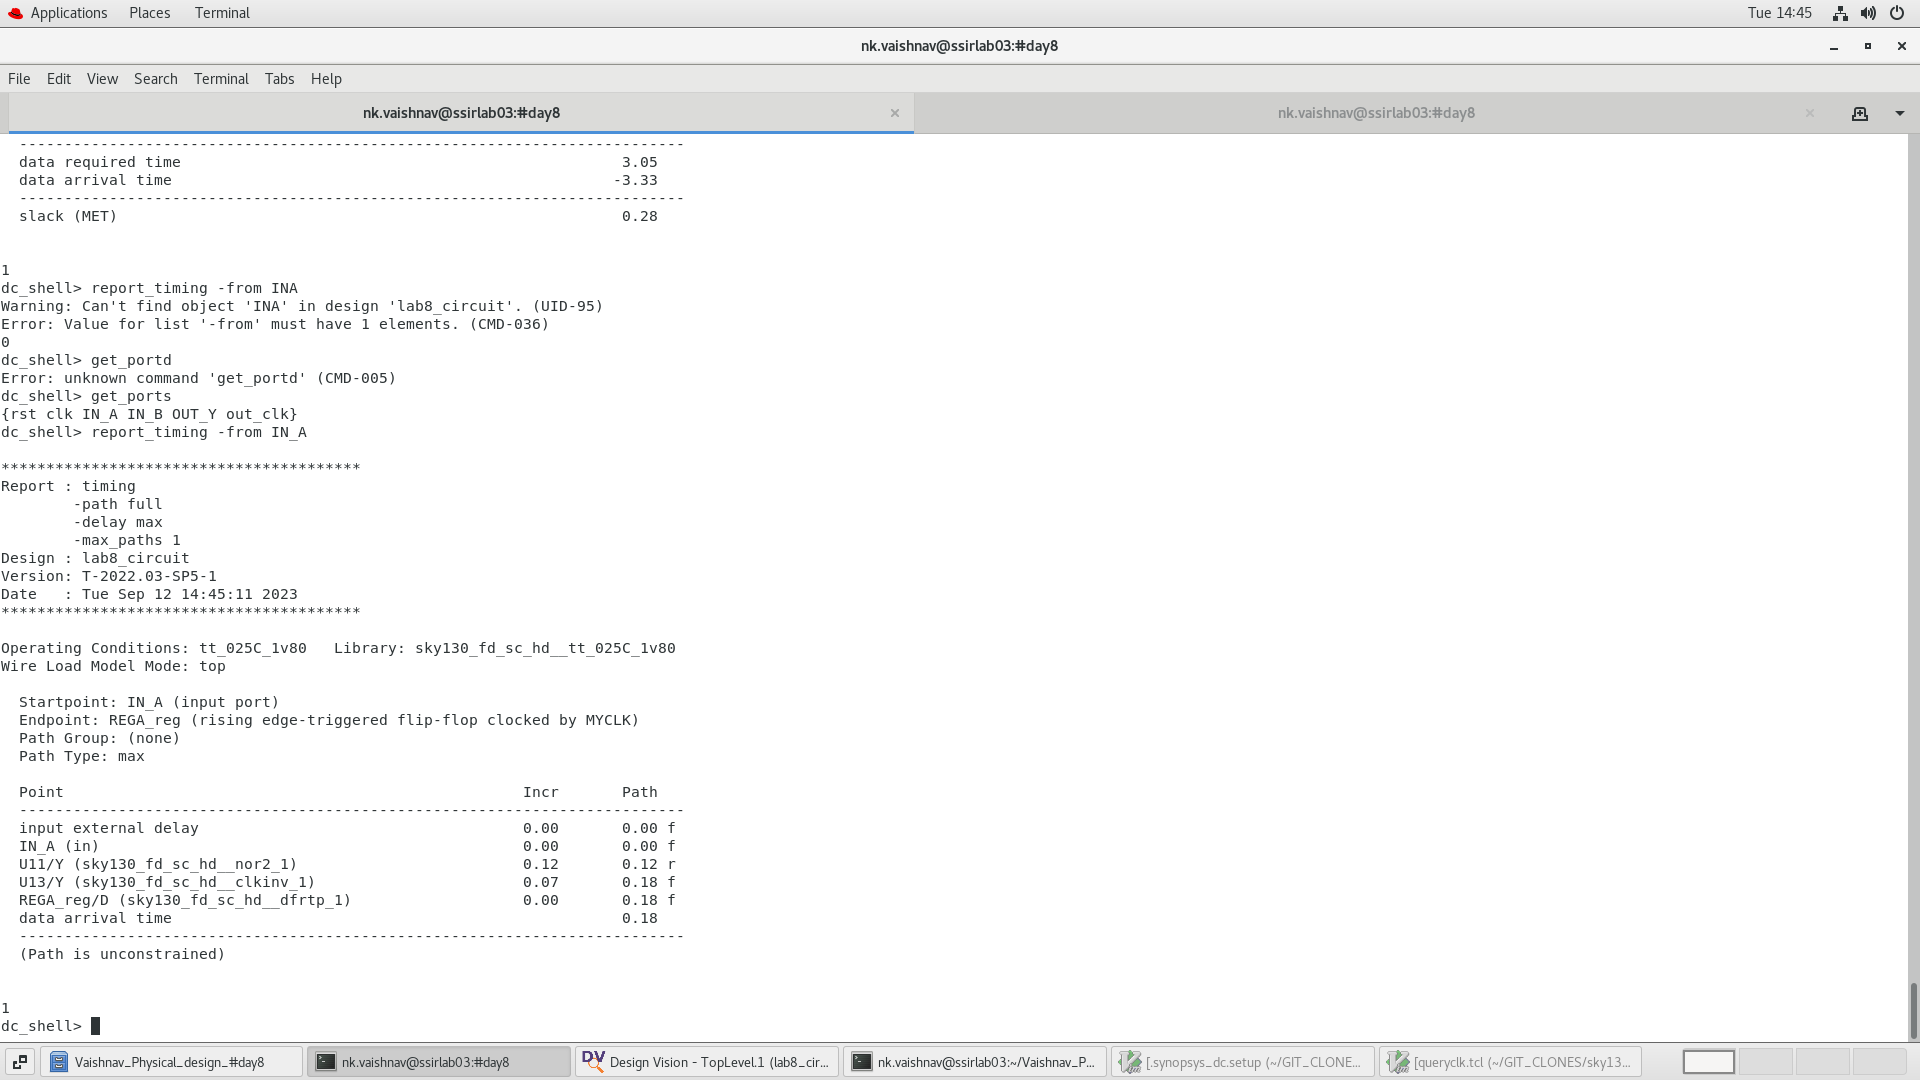 Applications Places Terminal Tue 14:45
nk.vaishnav@ssirlab03:#day8
File Edit View Search Terminal Tabs Help
nk.vaishnav@ssirlab03:#day8 × nk.vaishnav@ssirlab03:#day8 ×
---------------------------------------------------------------------------
data required time 3.05
data arrival time -3.33
---------------------------------------------------------------------------
slack (MET) 0.28
1
dc_shell> report_timing -from INA
Warning: Can't find object 'INA' in design 'lab8_circuit'. (UID-95)
Error: Value for list '-from' must have 1 elements. (CMD-036)
0
dc_shell> get_portd
Error: unknown command 'get_portd' (CMD-005)
dc_shell> get_ports
{rst clk IN_A IN_B OUT_Y out_clk}
dc_shell> report_timing -from IN_A
****************************************
Report : timing
-path full
-delay max
-max_paths 1
Design : lab8_circuit
Version: T-2022.03-SP5-1
Date : Tue Sep 12 14:45:11 2023
****************************************
Operating Conditions: tt_025C_1v80 Library: sky130_fd_sc_hd__tt_025C_1v80
Wire Load Model Mode: top
Startpoint: IN_A (input port)
Endpoint: REGA_reg (rising edge-triggered flip-flop clocked by MYCLK)
Path Group: (none)
Path Type: max
Point Incr Path
---------------------------------------------------------------------------
input external delay 0.00 0.00 f
IN_A (in) 0.00 0.00 f
U11/Y (sky130_fd_sc_hd__nor2_1) 0.12 0.12 r
U13/Y (sky130_fd_sc_hd__clkinv_1) 0.07 0.18 f
REGA_reg/D (sky130_fd_sc_hd__dfrtp_1) 0.00 0.18 f
data arrival time 0.18
---------------------------------------------------------------------------
(Path is unconstrained)
1
dc_shell>
Vaishnav_Physical_design_#day8 nk.vaishnav@ssirlab03:#day8 DV Design Vision - TopLevel.1 (lab8_cir... nk.vaishnav@ssirlab03:~/Vaishnav_P... [.synopsys_dc.setup (~/GIT_CLONE... [queryclk.tcl (~/GIT_CLONES/sky13...